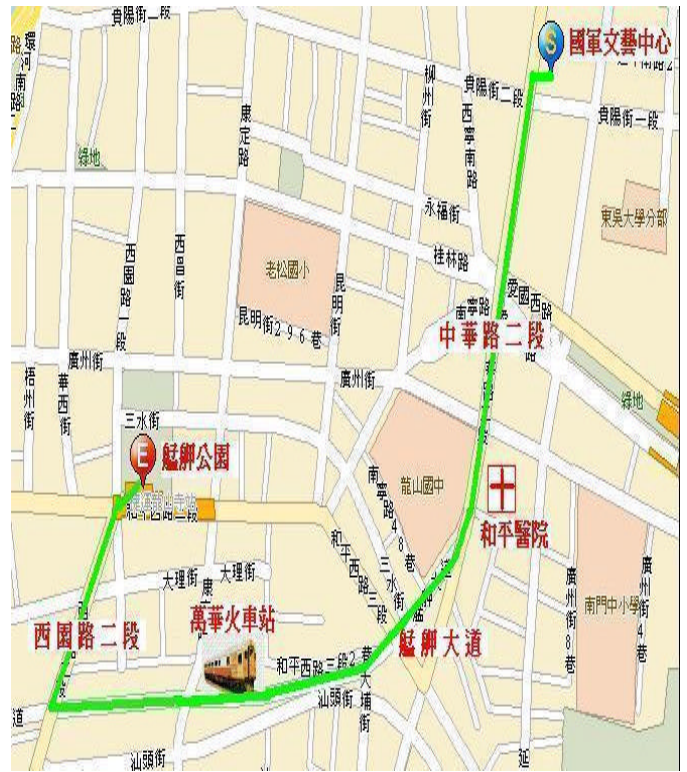 貴陽街二段
環河南路
國軍文藝中心
柳州街
貴陽街二段
西寧南路
康定路
貴陽街一段
綠地
永福街
東吳大學分部
西園路一段
西昌街
桂林路
老松國小
昆明街
愛國西路
昆明街296巷
中華路二段
廣州街
廣州街
梧州街
華西街
綠地
三水街
艋舺公園
E
S
龍山國中
南寧路48巷
和平醫院
和平西路三段
三水街
大理街
大理街
廣州街8巷
廣州街4巷
南門中小學
萬華火車站
西園路二段
艋舺大道
和平西路三段2巷
大埔街
汕頭街
汕頭街
道
延